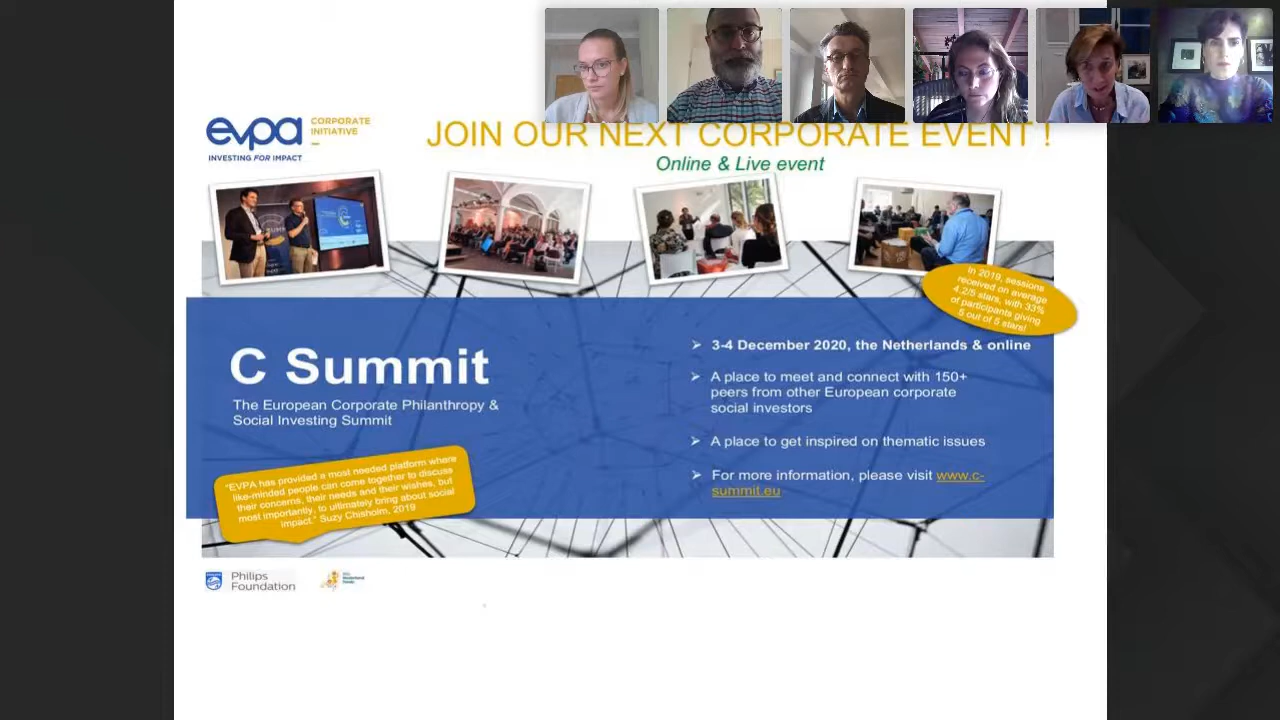 evpa
CORPORATE
INITIATIVE
INVESTING FOR IMPACT
JOIN OUR NEXT CORPORATE EVENT !
Online & Live event
In 2019, sessions
received on average
4.2/5 stars, with 33%
of participants giving
5 out of 5 stars!
C Summit
The European Corporate Philanthropy &
Social Investing Summit
➢ 3-4 December 2020, the Netherlands & online
➢ A place to meet and connect with 150+
peers from other European corporate
social investors
➢ A place to get inspired on thematic issues
➢ For more information, please visit www.c-
summit.eu
"EVPA has provided a most needed platform where
like-minded people can come together to discuss
their concerns, their needs and their wishes, but
most importantly, to ultimately bring about social
impact." Suzy Chisholm, 2019
Philips
Foundation